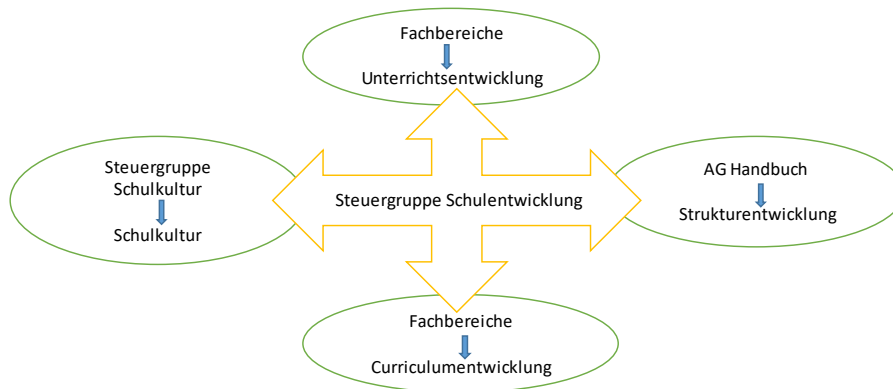 Fachbereiche
Unterrichtsentwicklung
Steuergruppe
Schulkultur
Schulkultur
Steuergruppe Schulentwicklung
AG Handbuch
Strukturentwicklung
Fachbereiche
Curriculumentwicklung